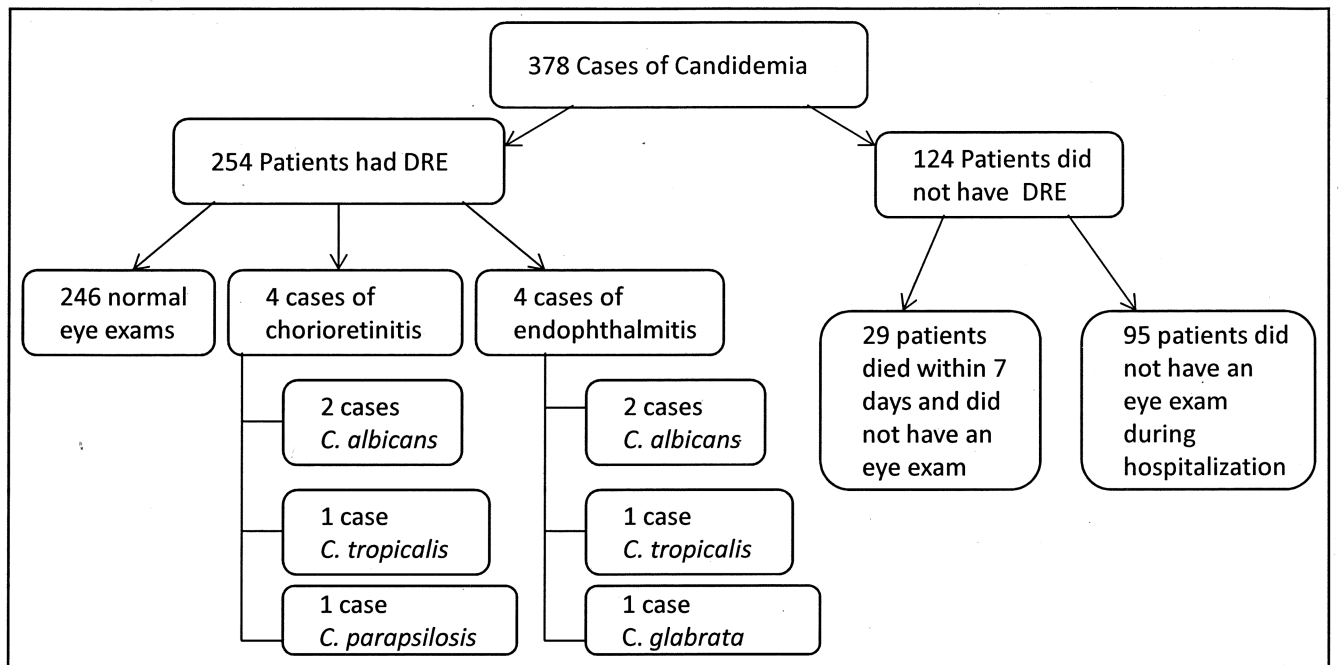 378 Cases of Candidemia
254 Patients had DRE
124 Patients did
not have DRE
246 normal
eye exams
4 cases of
chorioretinitis
4 cases of
endophthalmitis
29 patients
died within 7
days and did
not have an
eye exam
95 patients did
not have an
eye exam
during
hospitalization
2 cases
C. albicans
2 cases
C. albicans
1 case
C. tropicalis
1 case
C. tropicalis
1 case
C. parapsilosis
1 case
C. glabrata